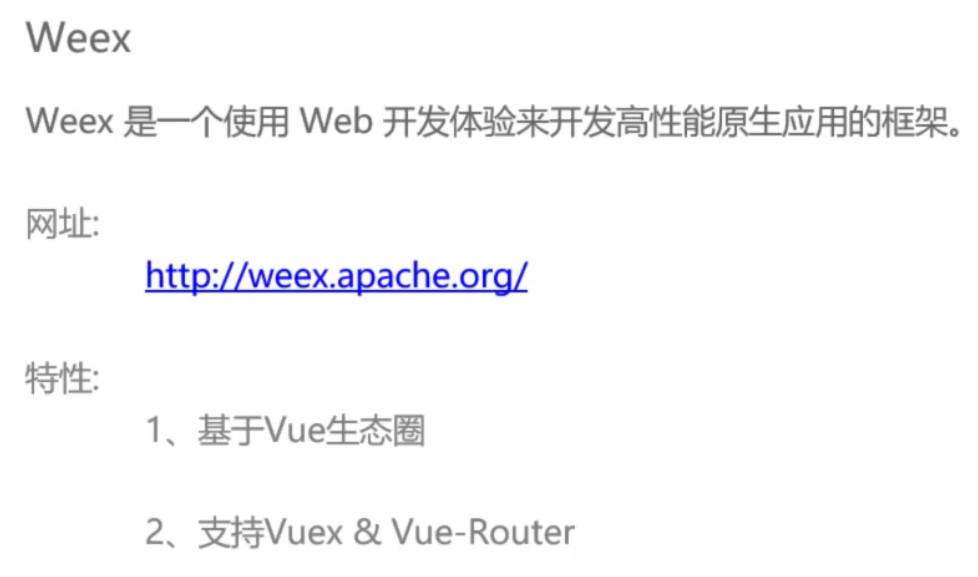 Weex
Weex 是一个使用 Web 开发体验来开发高性能原生应用的框架。
网址:
http://weex.apache.org/
特性:
1、基于Vue生态圈
2、支持Vuex & Vue-Router